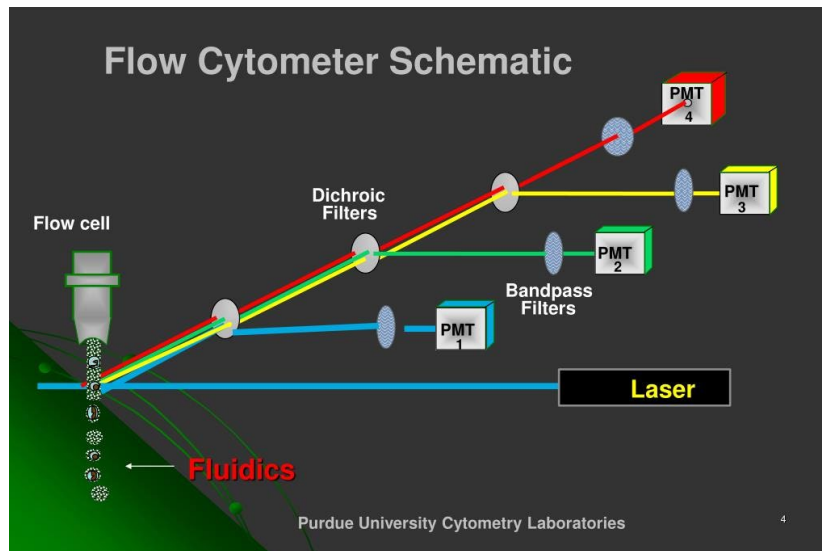 Flow Cytometer Schematic
PMT
4
Dichroic
Filters
PMT
3
Flow cell
PMT
2
Bandpass
Filters
PMT
1
Laser
Fluidics
Purdue University Cytometry Laboratories
4